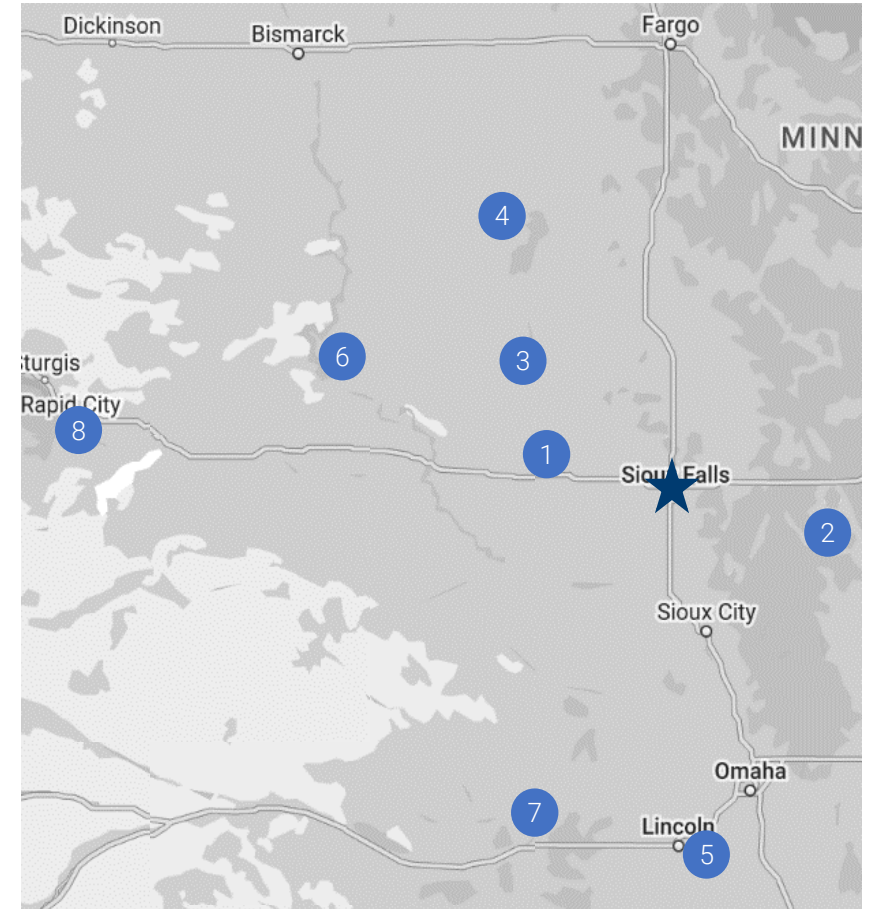 Dickinson
Bismarck
Fargo
MINN
4
6
3
Sturgis
Rapid City
8
1
Sioux Falls
2
Sioux City
Omaha
7
Lincoln
5